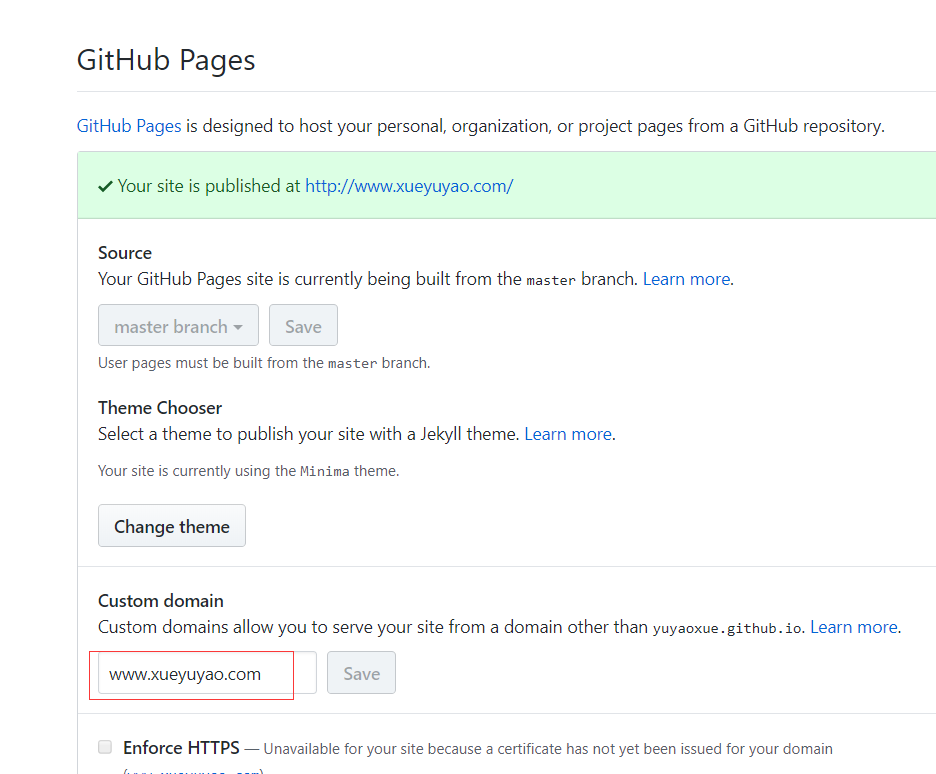 GitHub Pages
GitHub Pages is designed to host your personal, organization, or project pages from a GitHub repository.
Your site is published at http://www.xueyuyao.com/
Source
Your GitHub Pages site is currently being built from the master branch. Learn more.
master branch Save
User pages must be built from the master branch.
Theme Chooser
Select a theme to publish your site with a Jekyll theme. Learn more.
Your site is currently using the Minima theme.
Change theme
Custom domain
Custom domains allow you to serve your site from a domain other than yuyaoxue.github.io. Learn more.
www.xueyuyao.com Save
Enforce HTTPS — Unavailable for your site because a certificate has not yet been issued for your domain
(www.xueyuyao.com)